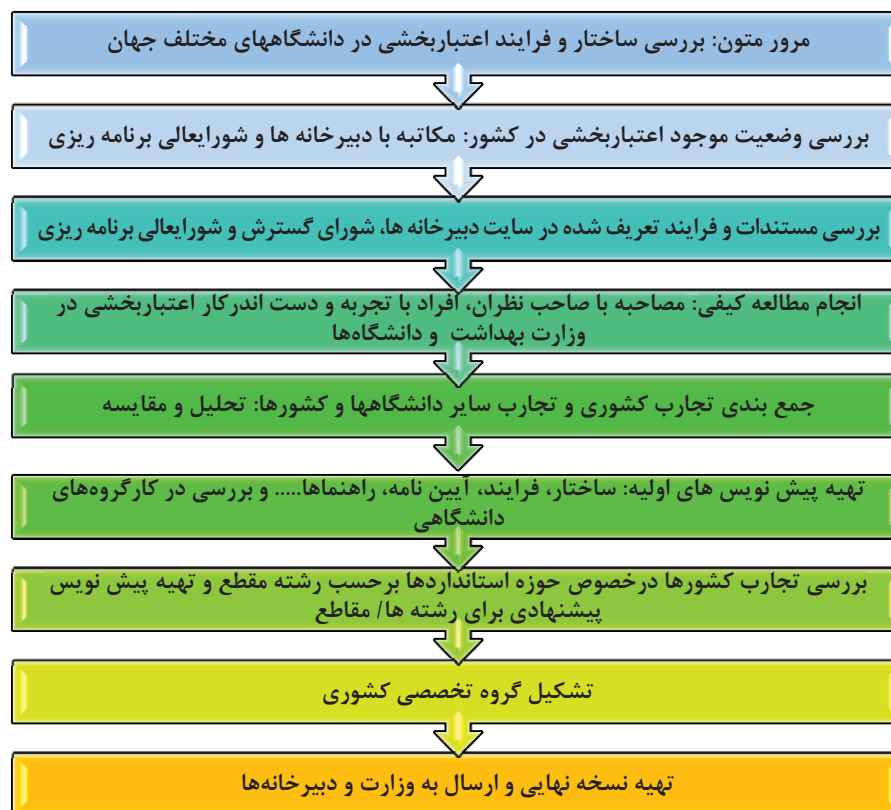 مرور متون: بررسی ساختار و فرایند اعتباربخشی در دانشگاههای مختلف جهان
بررسی وضعیت موجود اعتباربخشی در کشور: مکاتبه با دبیرخانه ها و شورایعالی برنامه ریزی
بررسی مستندات و فرایند تعریف شده در سایت دبیرخانه ها، شورای گسترش و شورایعالی برنامه ریزی
انجام مطالعه کیفی: مصاحبه با صاحب نظران، افراد با تجربه و دست اندرکار اعتباربخشی در
وزارت بهداشت و دانشگاه‌ها
جمع بندی تجارب کشوری و تجارب سایر دانشگاهها و کشورها: تحلیل و مقایسه
تهیه پیش نویس های اولیه: ساختار، فرایند، آیین نامه، راهنماها..... و بررسی در کارگروه‌های
دانشگاهی
بررسی تجارب کشورها درخصوص حوزه استانداردها برحسب رشته مقطع و تهیه پیش نویس
پیشنهادی برای رشته ها/ مقاطع
تشکیل گروه تخصصی کشوری
تهیه نسخه نهایی و ارسال به وزارت و دبیرخانه‌ها